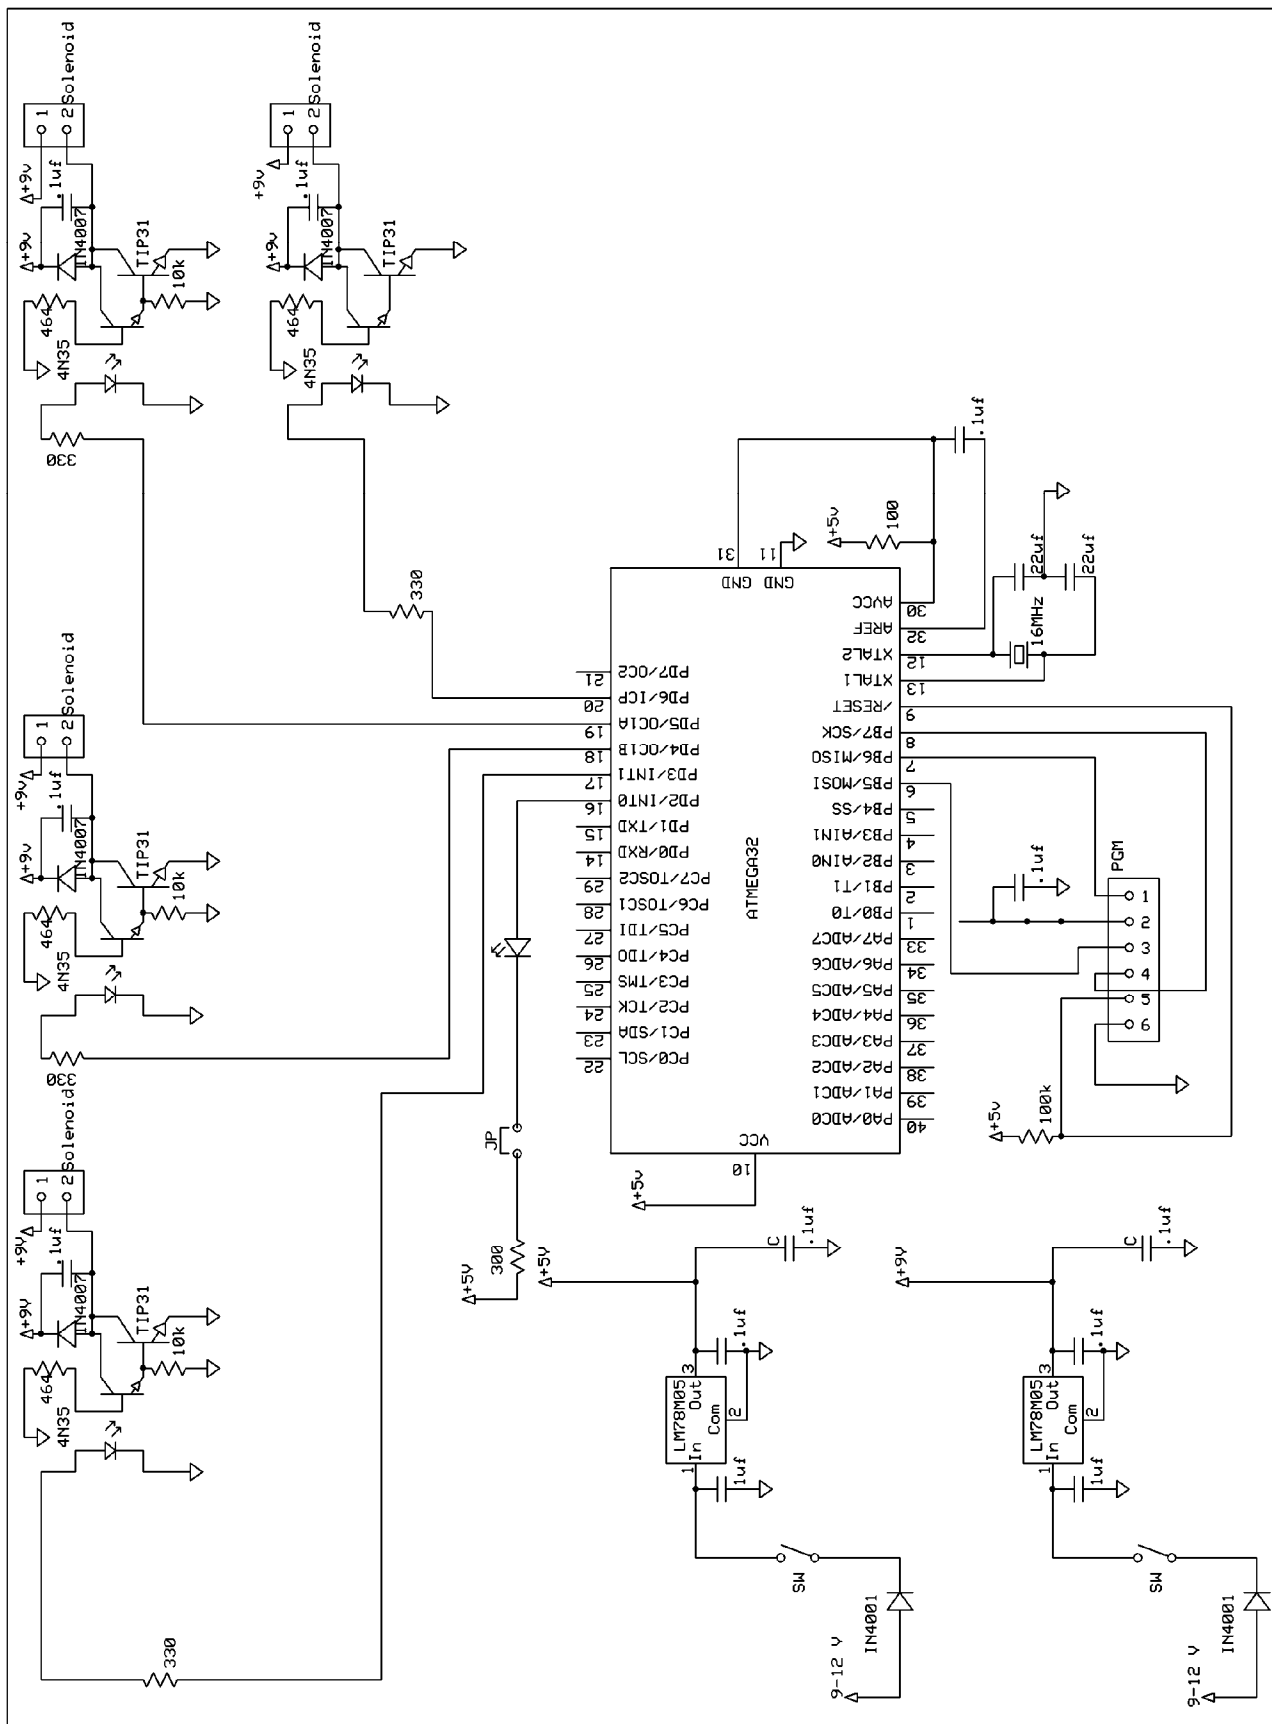 Solenoid
1
2
+9v
+9v
.1uf
IN4007
TIP31
10k
464
4N35
330
Solenoid
1
2
+9v
+9v
.1uf
IN4007
TIP31
464
4N35
330
Solenoid
1
2
+9v
+9v
.1uf
IN4007
TIP31
10k
464
4N35
330
Solenoid
1
2
+9V
+9V
.1uf
IN4007
TIP31
10k
464
4N35
330
ATMEGA32
31
GND
11
GND
21
PD7/OC2
20
PD6/ICP
19
PD5/OC1A
18
PD4/OC1B
17
PD3/INT1
16
PD2/INT0
15
PD1/TXD
14
PD0/RXD
29
PC7/TOSC2
28
PC6/TOSC1
27
PC5/TDI
26
PC4/TDO
25
PC3/TMS
24
PC2/TCK
23
PC1/SDA
22
PC0/SCL
AVCC
30
AREF
32
XTAL2
12
XTAL1
13
/RESET
9
PB7/SCK
8
PB6/MISO
7
PB5/MOSI
6
PB4/SS
5
PB3/AIN1
4
PB2/AIN0
3
PB1/T1
2
PB0/T0
1
PA7/ADC7
33
PA6/ADC6
34
PA5/ADC5
35
PA4/ADC4
36
PA3/ADC3
37
PA2/ADC2
38
PA1/ADC1
39
PA0/ADC0
40
VCC
10
+5v
+5v
100
.1uf
22uf
22uf
16MHz
.1uf
PGM
1
2
3
4
5
6
+5v
100k
JP
300
+5V
+5V
C
.1uf
.1uf
LM78M05
In
Out
Com
1
2
3
1uf
SW
IN4001
9-12 V
+9V
C
.1uf
.1uf
LM78M05
In
Out
Com
1
2
3
1uf
SW
IN4001
9-12 V